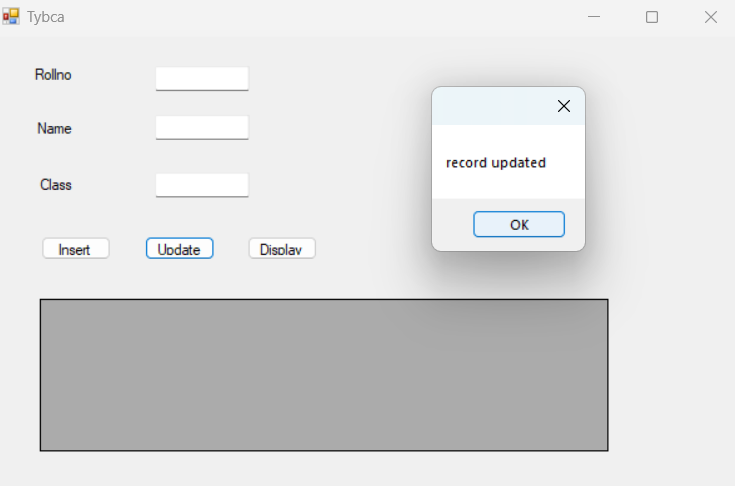 Tybca
Rollno
Name
Class
record updated
OK
Insert Update Display